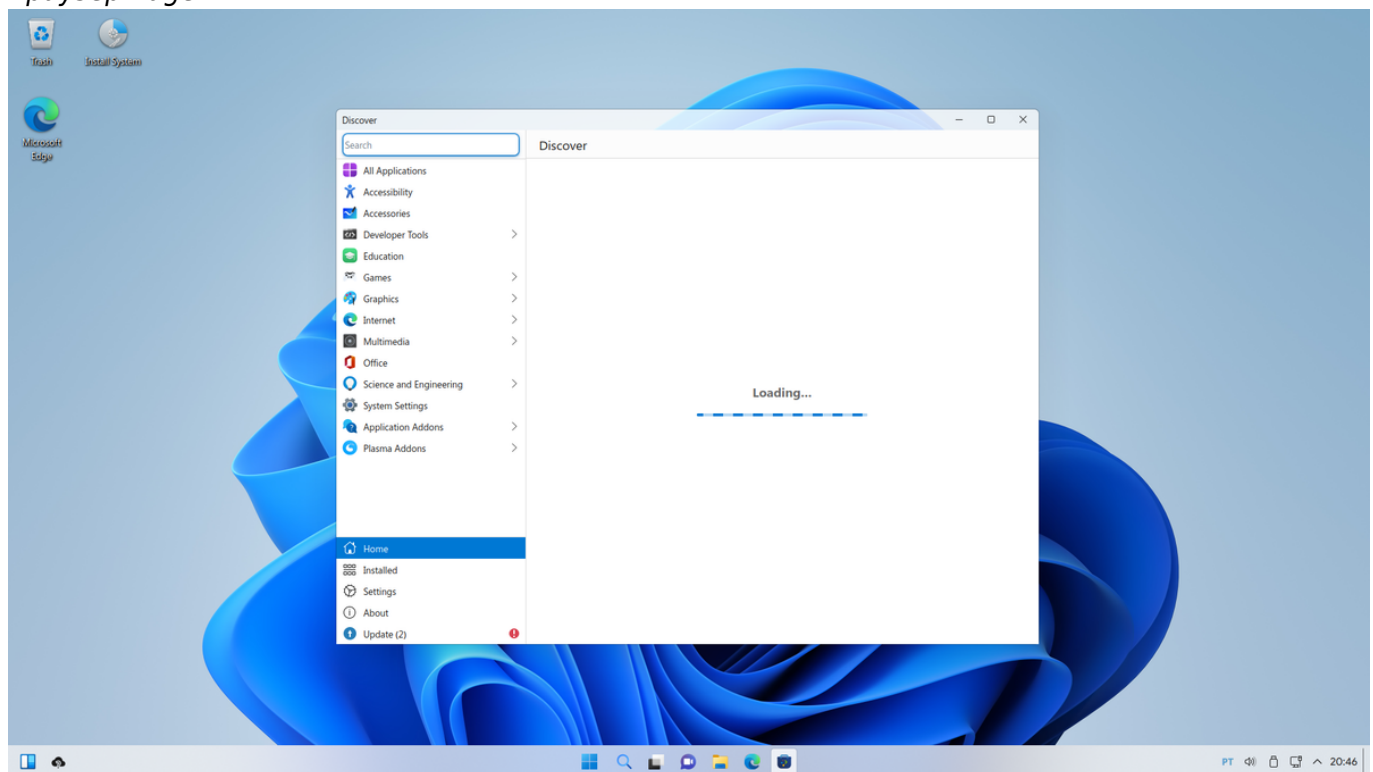 Trash
Install System
Microsoft
Edge
Discover
Search
Discover
All Applications
Accessibility
Accessories
Developer Tools
Education
Games
Graphics
Internet
Multimedia
Office
Science and Engineering
System Settings
Application Addons
Plasma Addons
Loading...
Home
Installed
Settings
About
Update (2)
PT
20:46